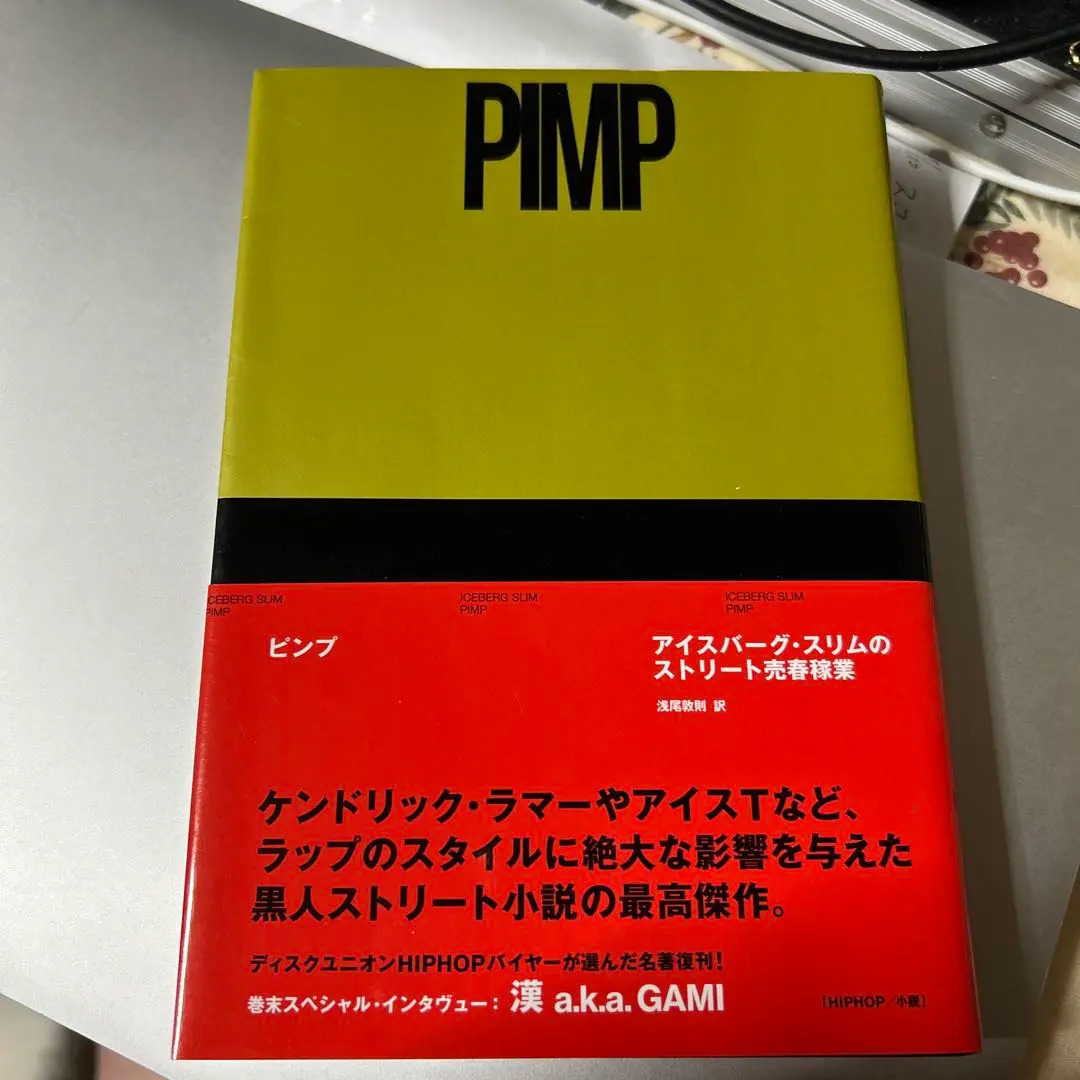 PIMP
ICEBERG SLIM
PIMP
ICEBERG SLIM
PIMP
ICEBERG SLIM
PIMP
ピンプ
アイスバーグ・スリムの
ストリート売春稼業
浅尾敦則 訳
ケンドリック・ラマーやアイスTなど、
ラップのスタイルに絶大な影響を与えた
黒人ストリート小説の最高傑作。
ディスクユニオンHIPHOPバイヤーが選んだ名著復刊!
巻末スペシャル・インタヴュー: 漢 a.k.a. GAMI
[HIPHOP/小説]